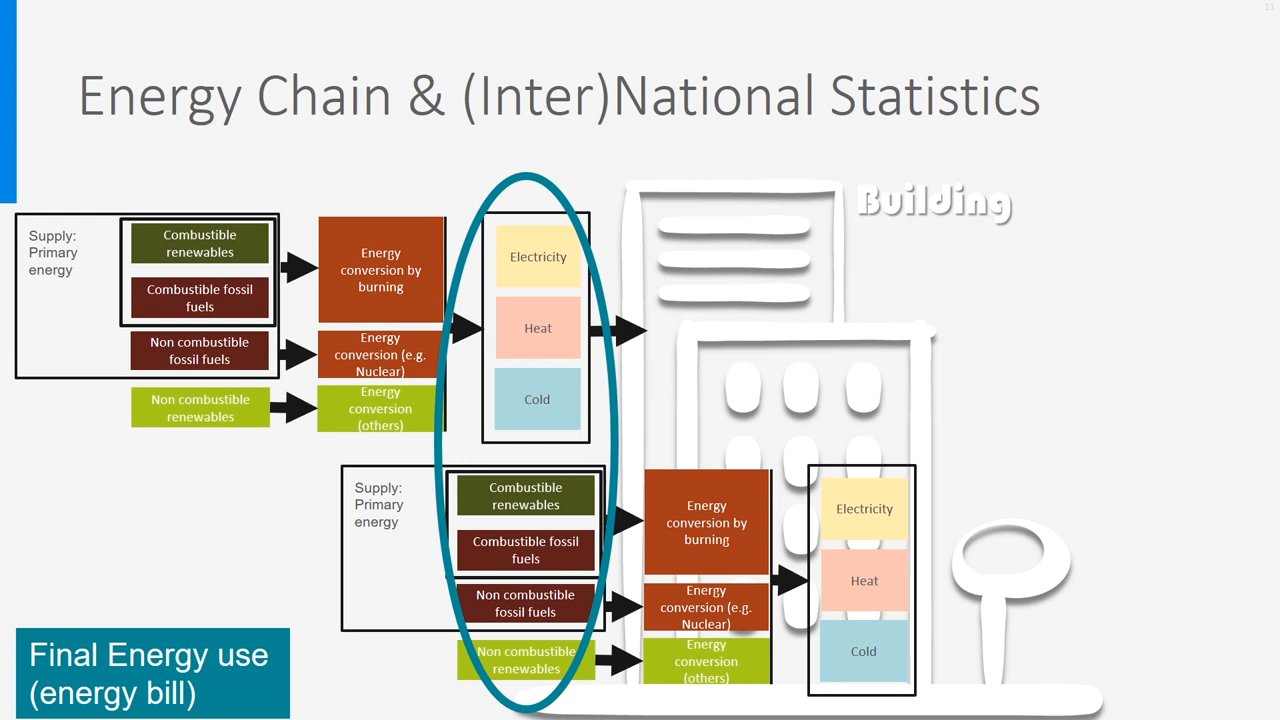 11
Energy Chain & (Inter)National Statistics
Building
Supply:
Primary
energy
Combustible
renewables
Combustible fossil
fuels
Non combustible
fossil fuels
Non combustible
renewables
Energy
conversion by
burning
Energy
conversion (e.g.
Nuclear)
Energy
conversion
(others)
Electricity
Heat
Cold
Supply:
Primary
energy
Combustible
renewables
Combustible fossil
fuels
Non combustible
fossil fuels
Non combustible
renewables
Energy
conversion by
burning
Energy
conversion (e.g.
Nuclear)
Energy
conversion
(others)
Electricity
Heat
Cold
Final Energy use
(energy bill)